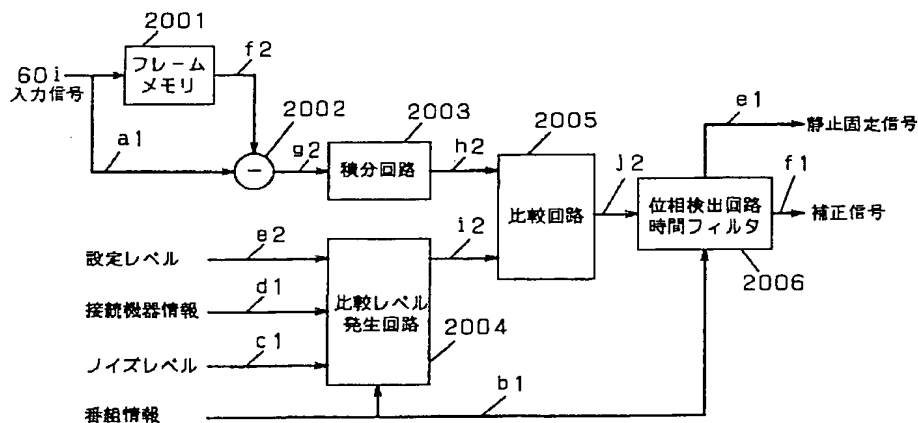 2001
フレーム
メモリ
f2
60i
入力信号
a1
2002
g2
2003
積分回路
h2
2005
比較回路
j2
e1
静止固定信号
位相検出回路
時間フィルタ
f1
補正信号
2006
設定レベル
e2
接続機器情報
d1
ノイズレベル
c1
番組情報
比較レベル
発生回路
i2
2004
b1